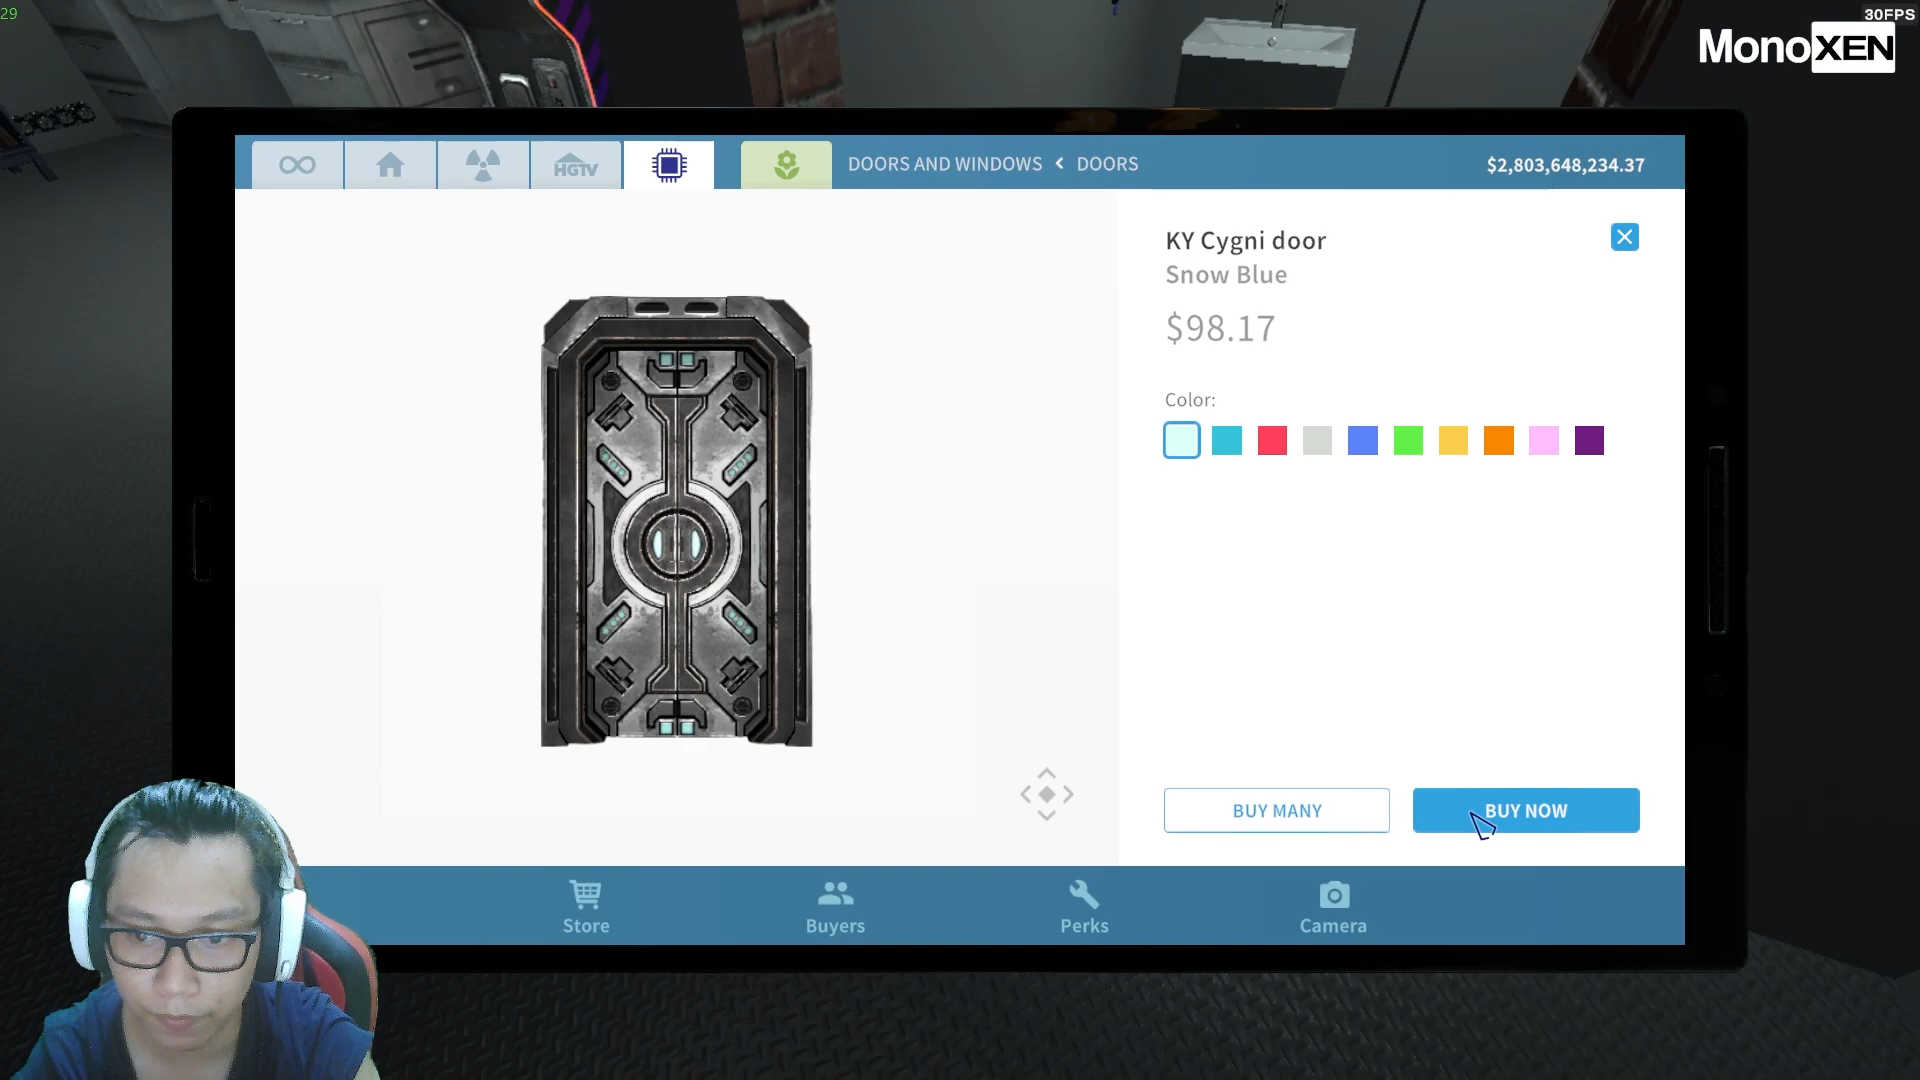 29
30FPS
MonoXEN
HGTV
DOORS AND WINDOWS < DOORS
$2,803,648,234.37
KY Cygni door
Snow Blue
$98.17
Color:
BUY MANY
BUY NOW
Store
Buyers
Perks
Camera